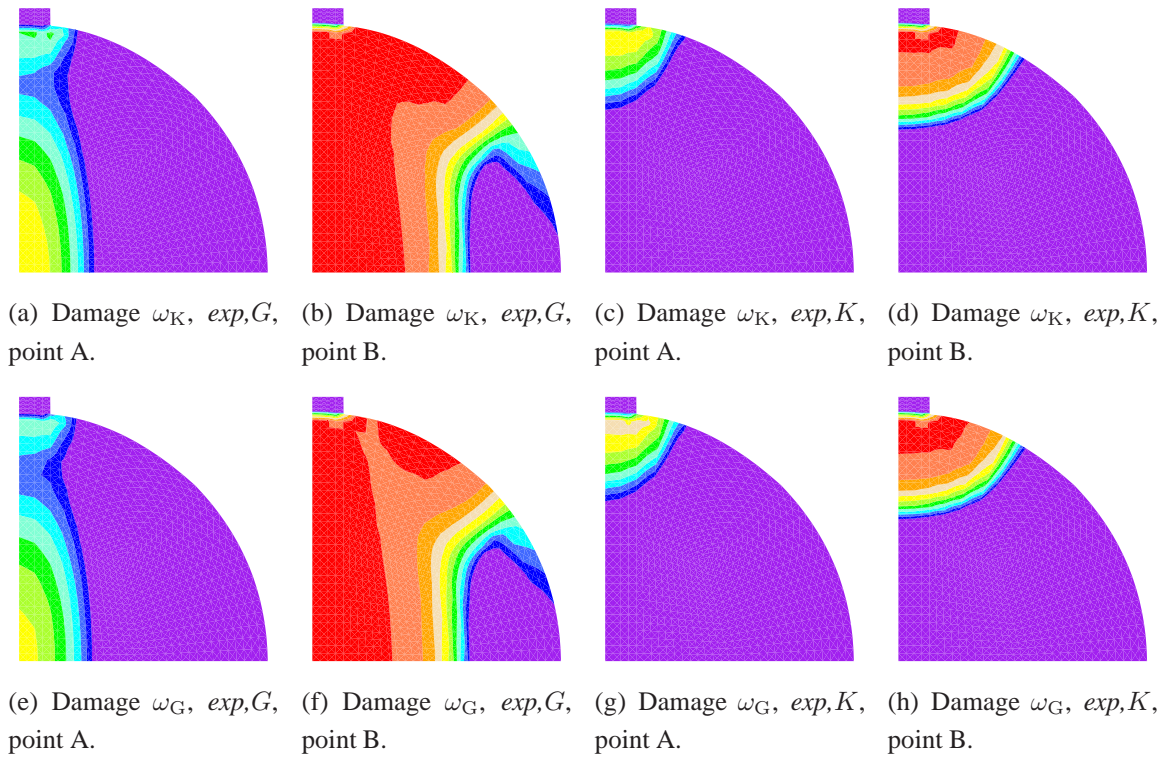 (a) Damage ωK, exp,G, point A.
(b) Damage ωK, exp,G, point B.
(c) Damage ωK, exp,K, point A.
(d) Damage ωK, exp,K, point B.
(e) Damage ωG, exp,G, point A.
(f) Damage ωG, exp,G, point B.
(g) Damage ωG, exp,K, point A.
(h) Damage ωG, exp,K, point B.